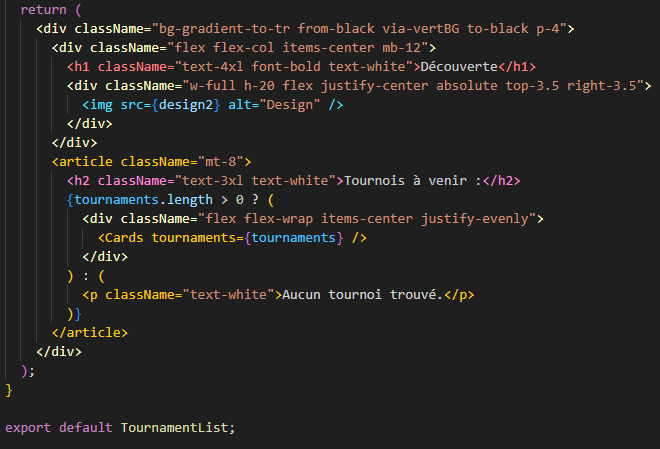 return (
<div className="bg-gradient-to-tr from-black via-vertBG to-black p-4">
<div className="flex flex-col items-center mb-12">
<h1 className="text-4xl font-bold text-white">Découverte</h1>
<div className="w-full h-20 flex justify-center absolute top-3.5 right-3.5">
<img src={design2} alt="Design" />
</div>
</div>
<article className="mt-8">
<h2 className="text-3xl text-white">Tournois à venir :</h2>
{tournaments.length > 0 ? (
<div className="flex flex-wrap items-center justify-evenly">
<Cards tournaments={tournaments} />
</div>
) : (
<p className="text-white">Aucun tournoi trouvé.</p>
)}
</article>
</div>
);
}
export default TournamentList;